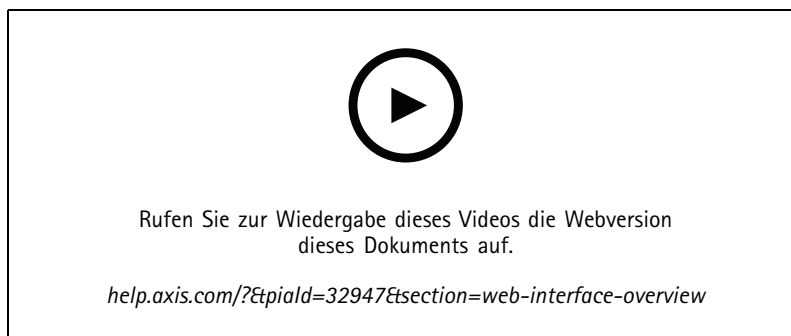 Rufen Sie zur Wiedergabe dieses Videos die Webversion
dieses Dokuments auf.
help.axis.com/?&piaId=32947&section=web-interface-overview